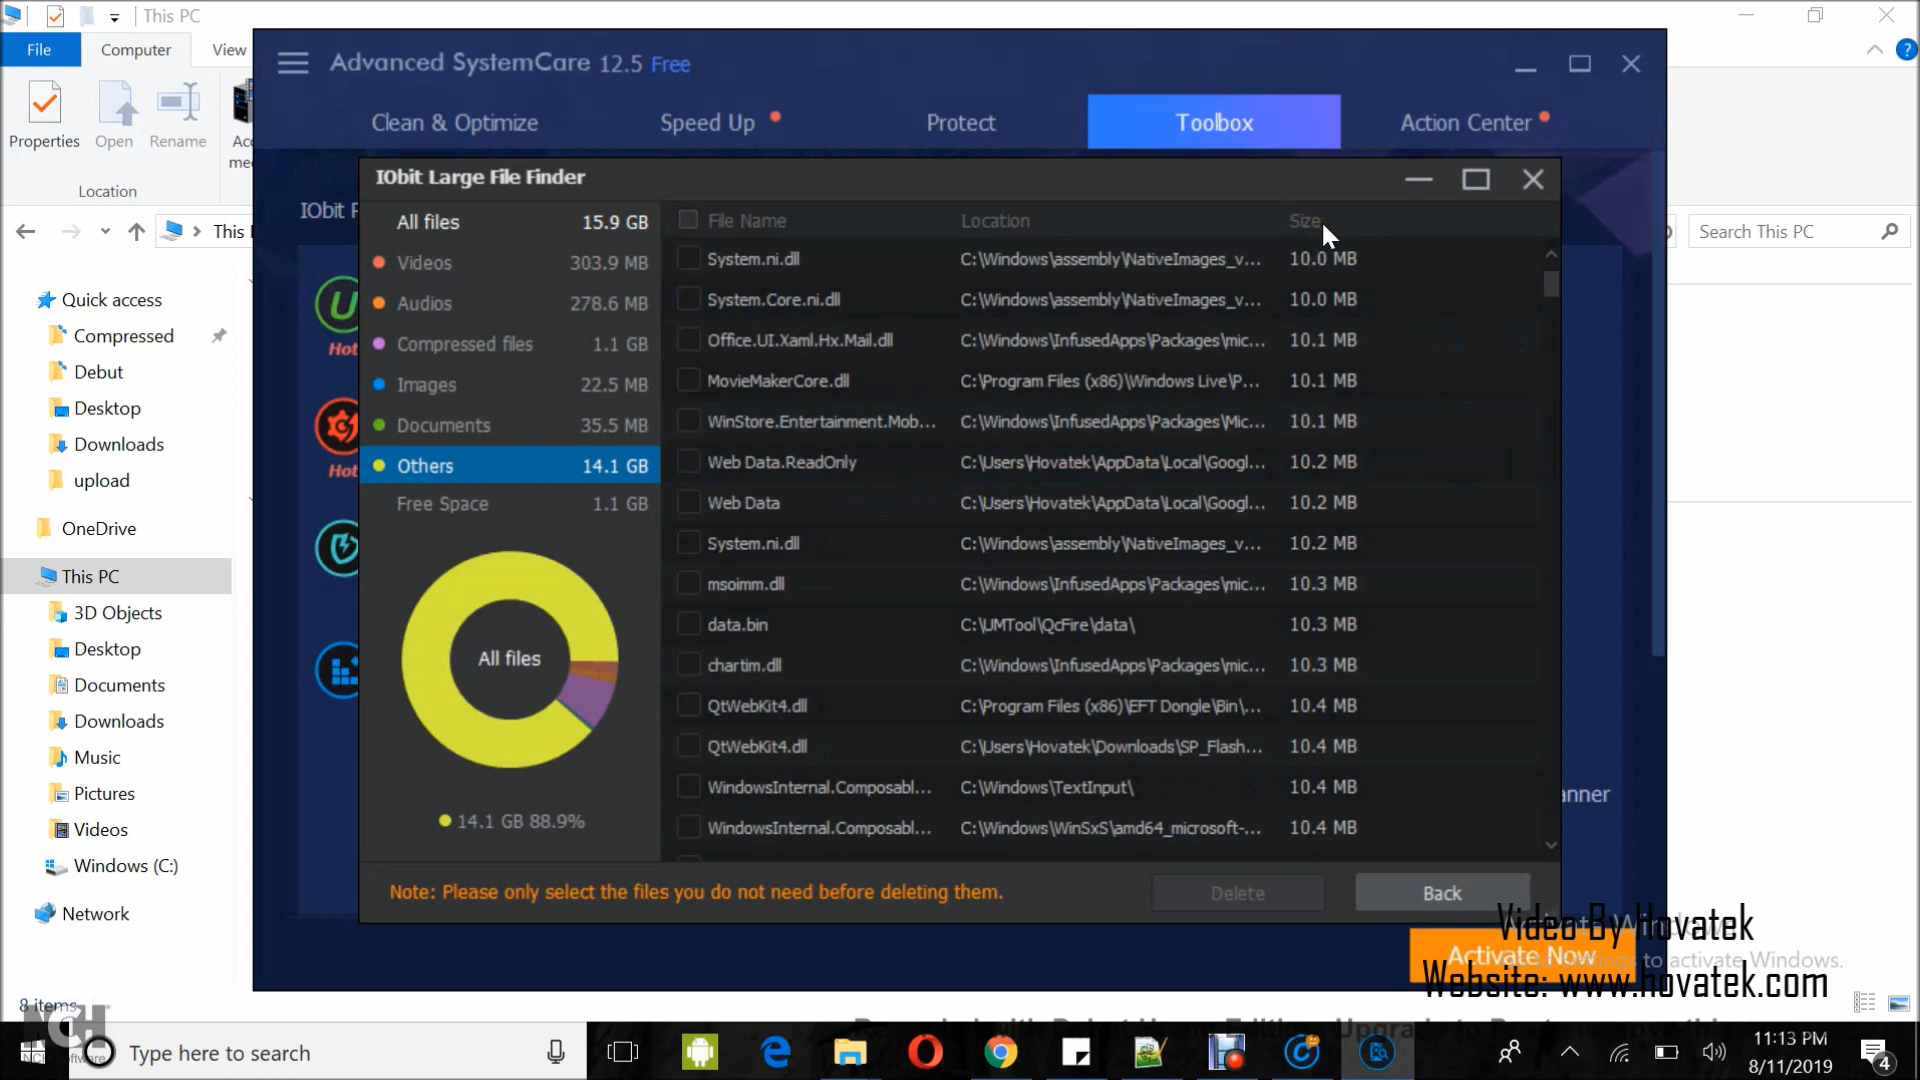 This PC
File
Computer
View
Advanced SystemCare 12.5 Free
Clean & Optimize
Speed Up
Protect
Toolbox
Action Center
Properties
Open
Rename
Location
This
Search This PC
IObit Large File Finder
All files 15.9 GB
Videos 303.9 MB
Audios 278.6 MB
Compressed files 1.1 GB
Images 22.5 MB
Documents 35.5 MB
Others 14.1 GB
Free Space 1.1 GB
All files
14.1 GB 88.9%
File Name Location Size
System.ni.dll C:\Windows\assembly\NativeImages_v... 10.0 MB
System.Core.ni.dll C:\Windows\assembly\NativeImages_v... 10.0 MB
Office.UI.Xaml.Hx.Mail.dll C:\Windows\InfusedApps\Packages\mic... 10.1 MB
MovieMakerCore.dll C:\Program Files (x86)\Windows Live\P... 10.1 MB
WinStore.Entertainment.Mob... C:\Windows\InfusedApps\Packages\Mic... 10.1 MB
Web Data.ReadOnly C:\Users\Hovatek\AppData\Local\Googl... 10.2 MB
Web Data C:\Users\Hovatek\AppData\Local\Googl... 10.2 MB
System.ni.dll C:\Windows\assembly\NativeImages_v... 10.2 MB
msoimm.dll C:\Windows\InfusedApps\Packages\mic... 10.3 MB
data.bin C:\UMTool\QcFire\data\ 10.3 MB
chartim.dll C:\Windows\InfusedApps\Packages\mic... 10.3 MB
QtWebKit4.dll C:\Program Files (x86)\EFT Dongle\Bin\... 10.4 MB
QtWebKit4.dll C:\Users\Hovatek\Downloads\SP_Flash... 10.4 MB
WindowsInternal.Composabl... C:\Windows\TextInput\ 10.4 MB
WindowsInternal.Composabl... C:\Windows\WinSxS\amd64_microsoft-... 10.4 MB
Note: Please only select the files you do not need before deleting them.
Delete
Back
IObit
Hot
Hot
anner
Quick access
Compressed
Debut
Desktop
Downloads
upload
OneDrive
This PC
3D Objects
Desktop
Documents
Downloads
Music
Pictures
Videos
Windows (C:)
Network
8 items
Activate Now
to activate Windows.
Video By Hovatek
Website: www.hovatek.com
NCH
Type here to search
11:13 PM
8/11/2019
4